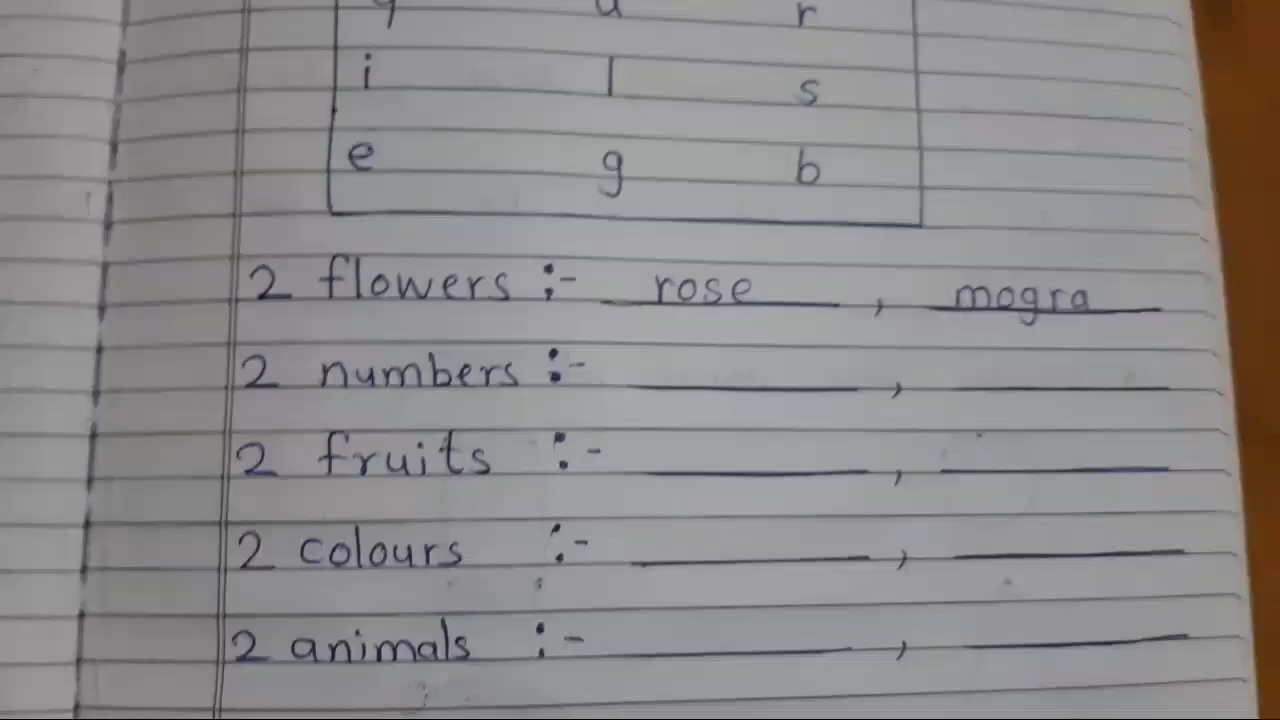 r
i l s
e g b
2 flowers :- rose , mogra
2 numbers :- ,
2 fruits :- ,
2 colours :- ,
2 animals :- ,